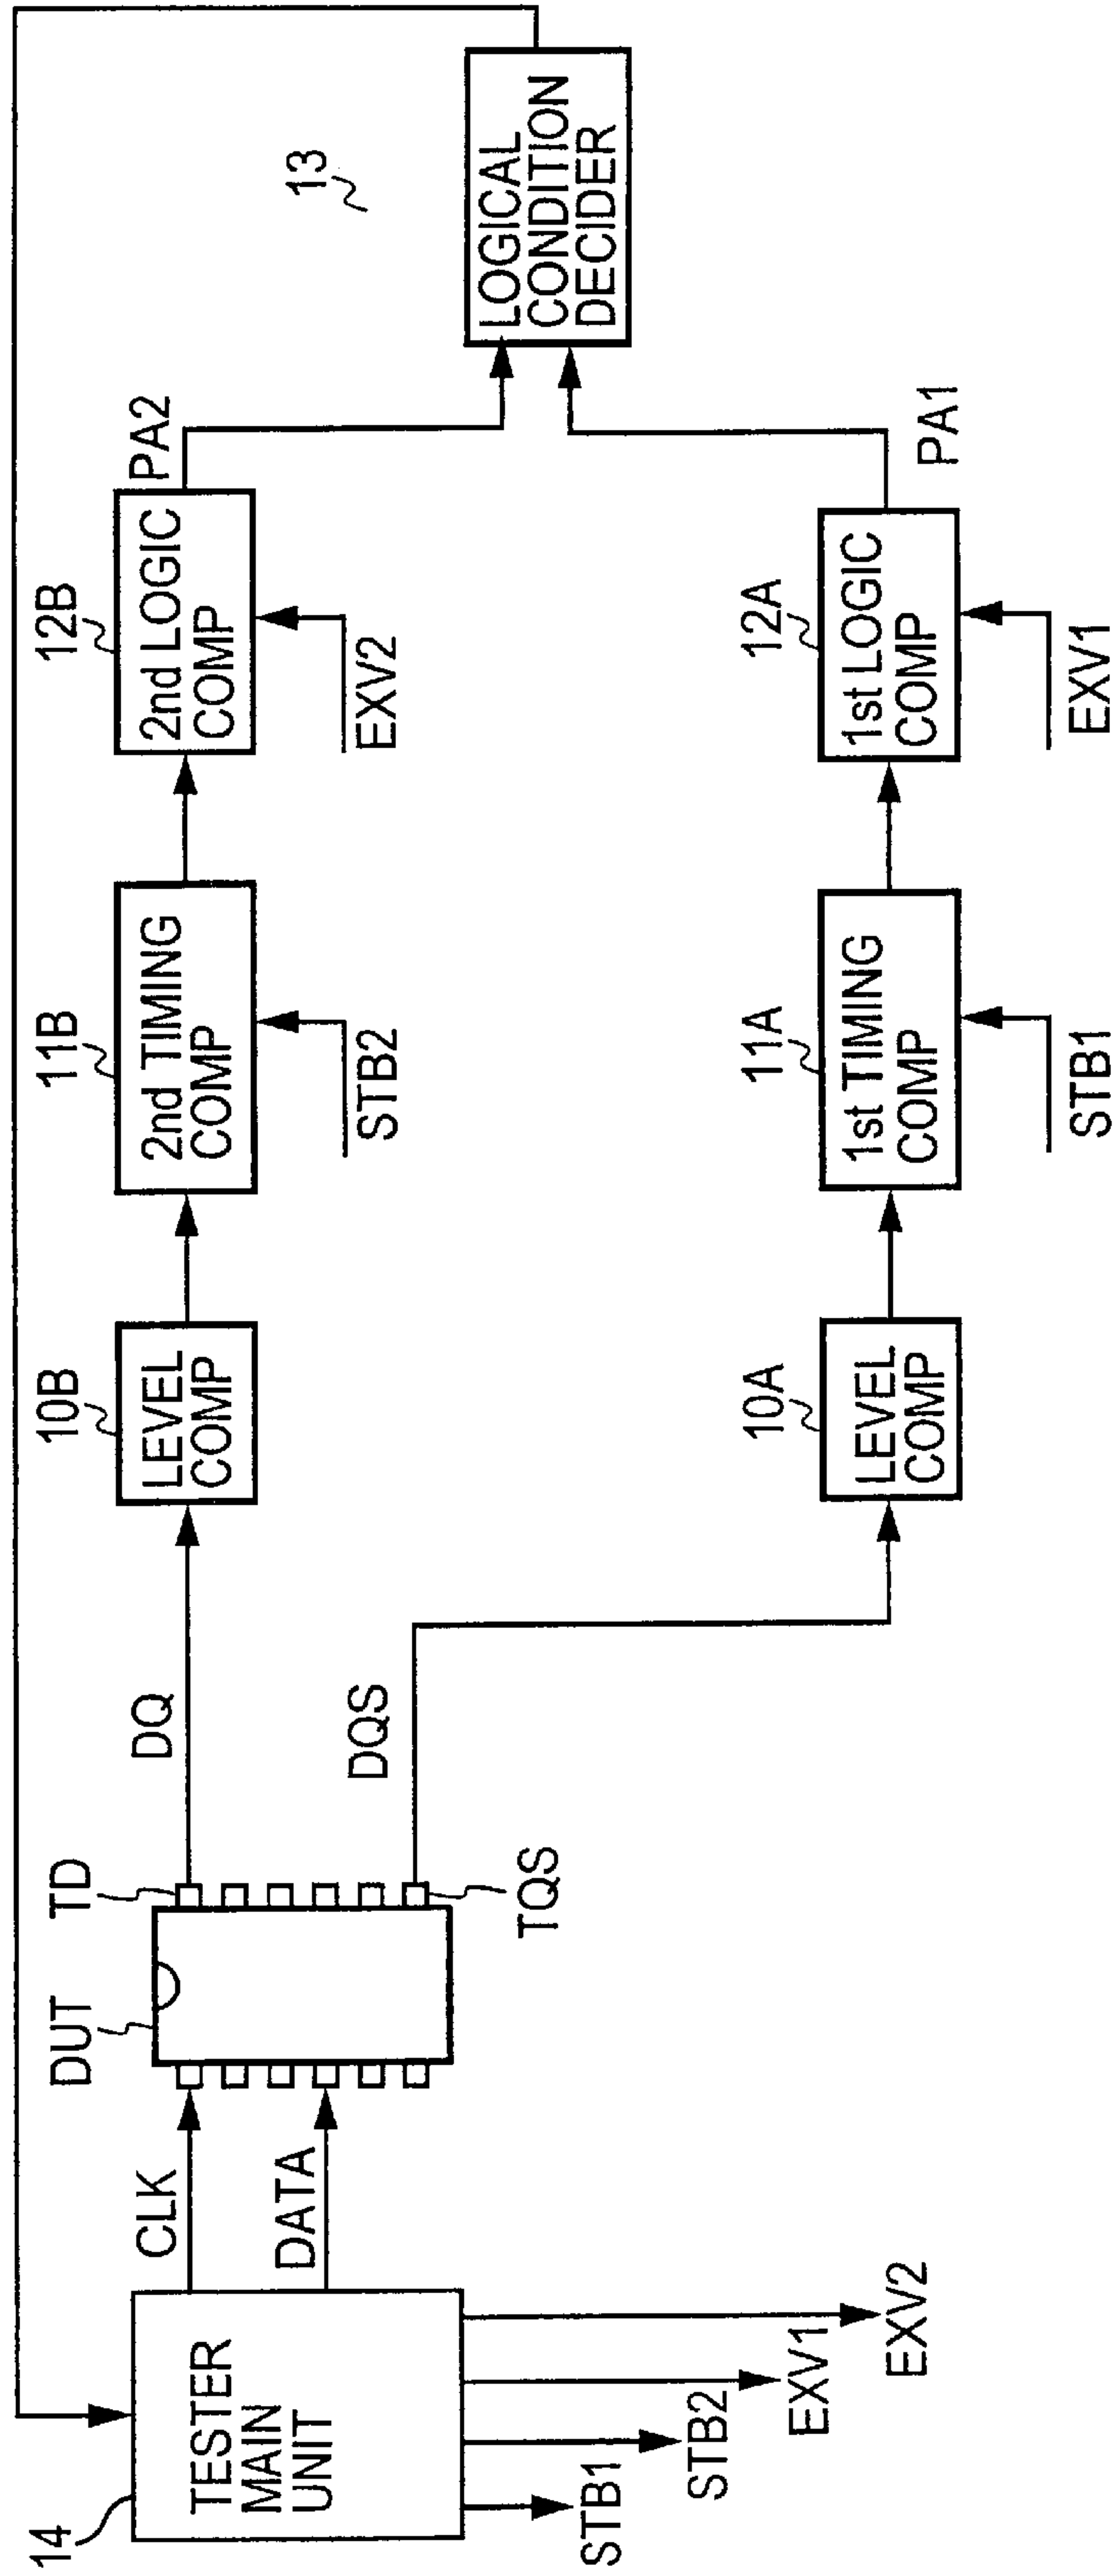 14
TESTER
MAIN
UNIT
CLK
DATA
STB1
STB2
EXV1
EXV2
DUT
TD
TQS
DQ
DQS
10B
LEVEL
COMP
11B
2nd TIMING
COMP
STB2
12B
2nd LOGIC
COMP
EXV2
PA2
10A
LEVEL
COMP
11A
1st TIMING
COMP
STB1
12A
1st LOGIC
COMP
EXV1
PA1
13
LOGICAL
CONDITION
DECIDER